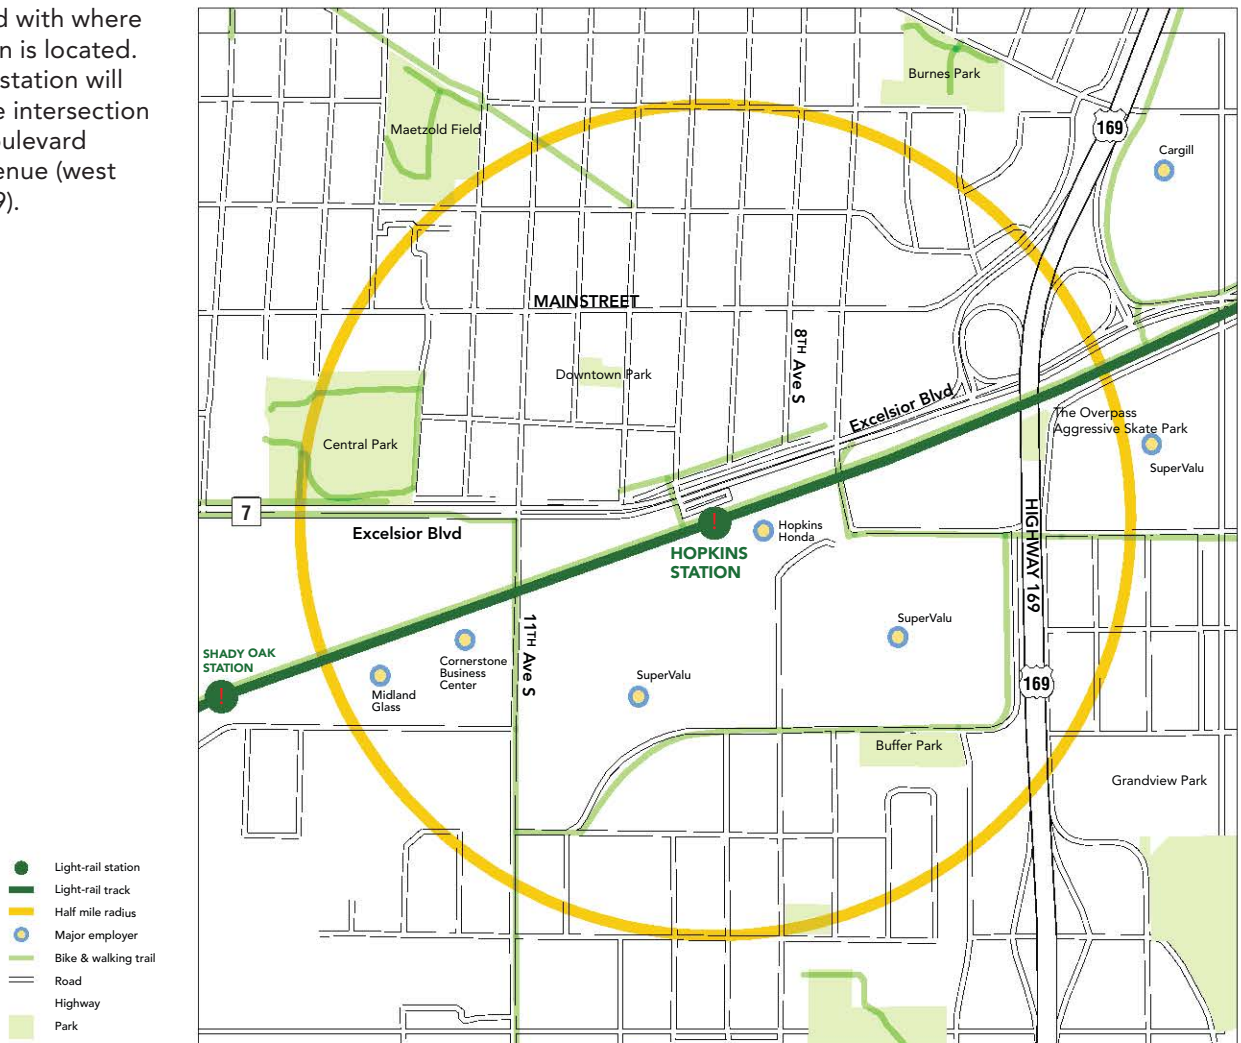 d with where
n is located.
station will
e intersection
oulevard
enue (west
9).
Burnes Park
Maetzold Field
169
Cargill
MAINSTREET
8TH Ave S
Downtown Park
Excelsior Blvd
The Overpass
Aggressive Skate Park
Central Park
SuperValu
7
Excelsior Blvd
Hopkins
Honda
HOPKINS
STATION
HIGHWAY 169
11TH Ave S
SuperValu
SHADY OAK
STATION
Cornerstone
Business
Center
SuperValu
169
Midland
Glass
Buffer Park
Grandview Park
Light-rail station
Light-rail track
Half mile radius
Major employer
Bike & walking trail
Road
Highway
Park